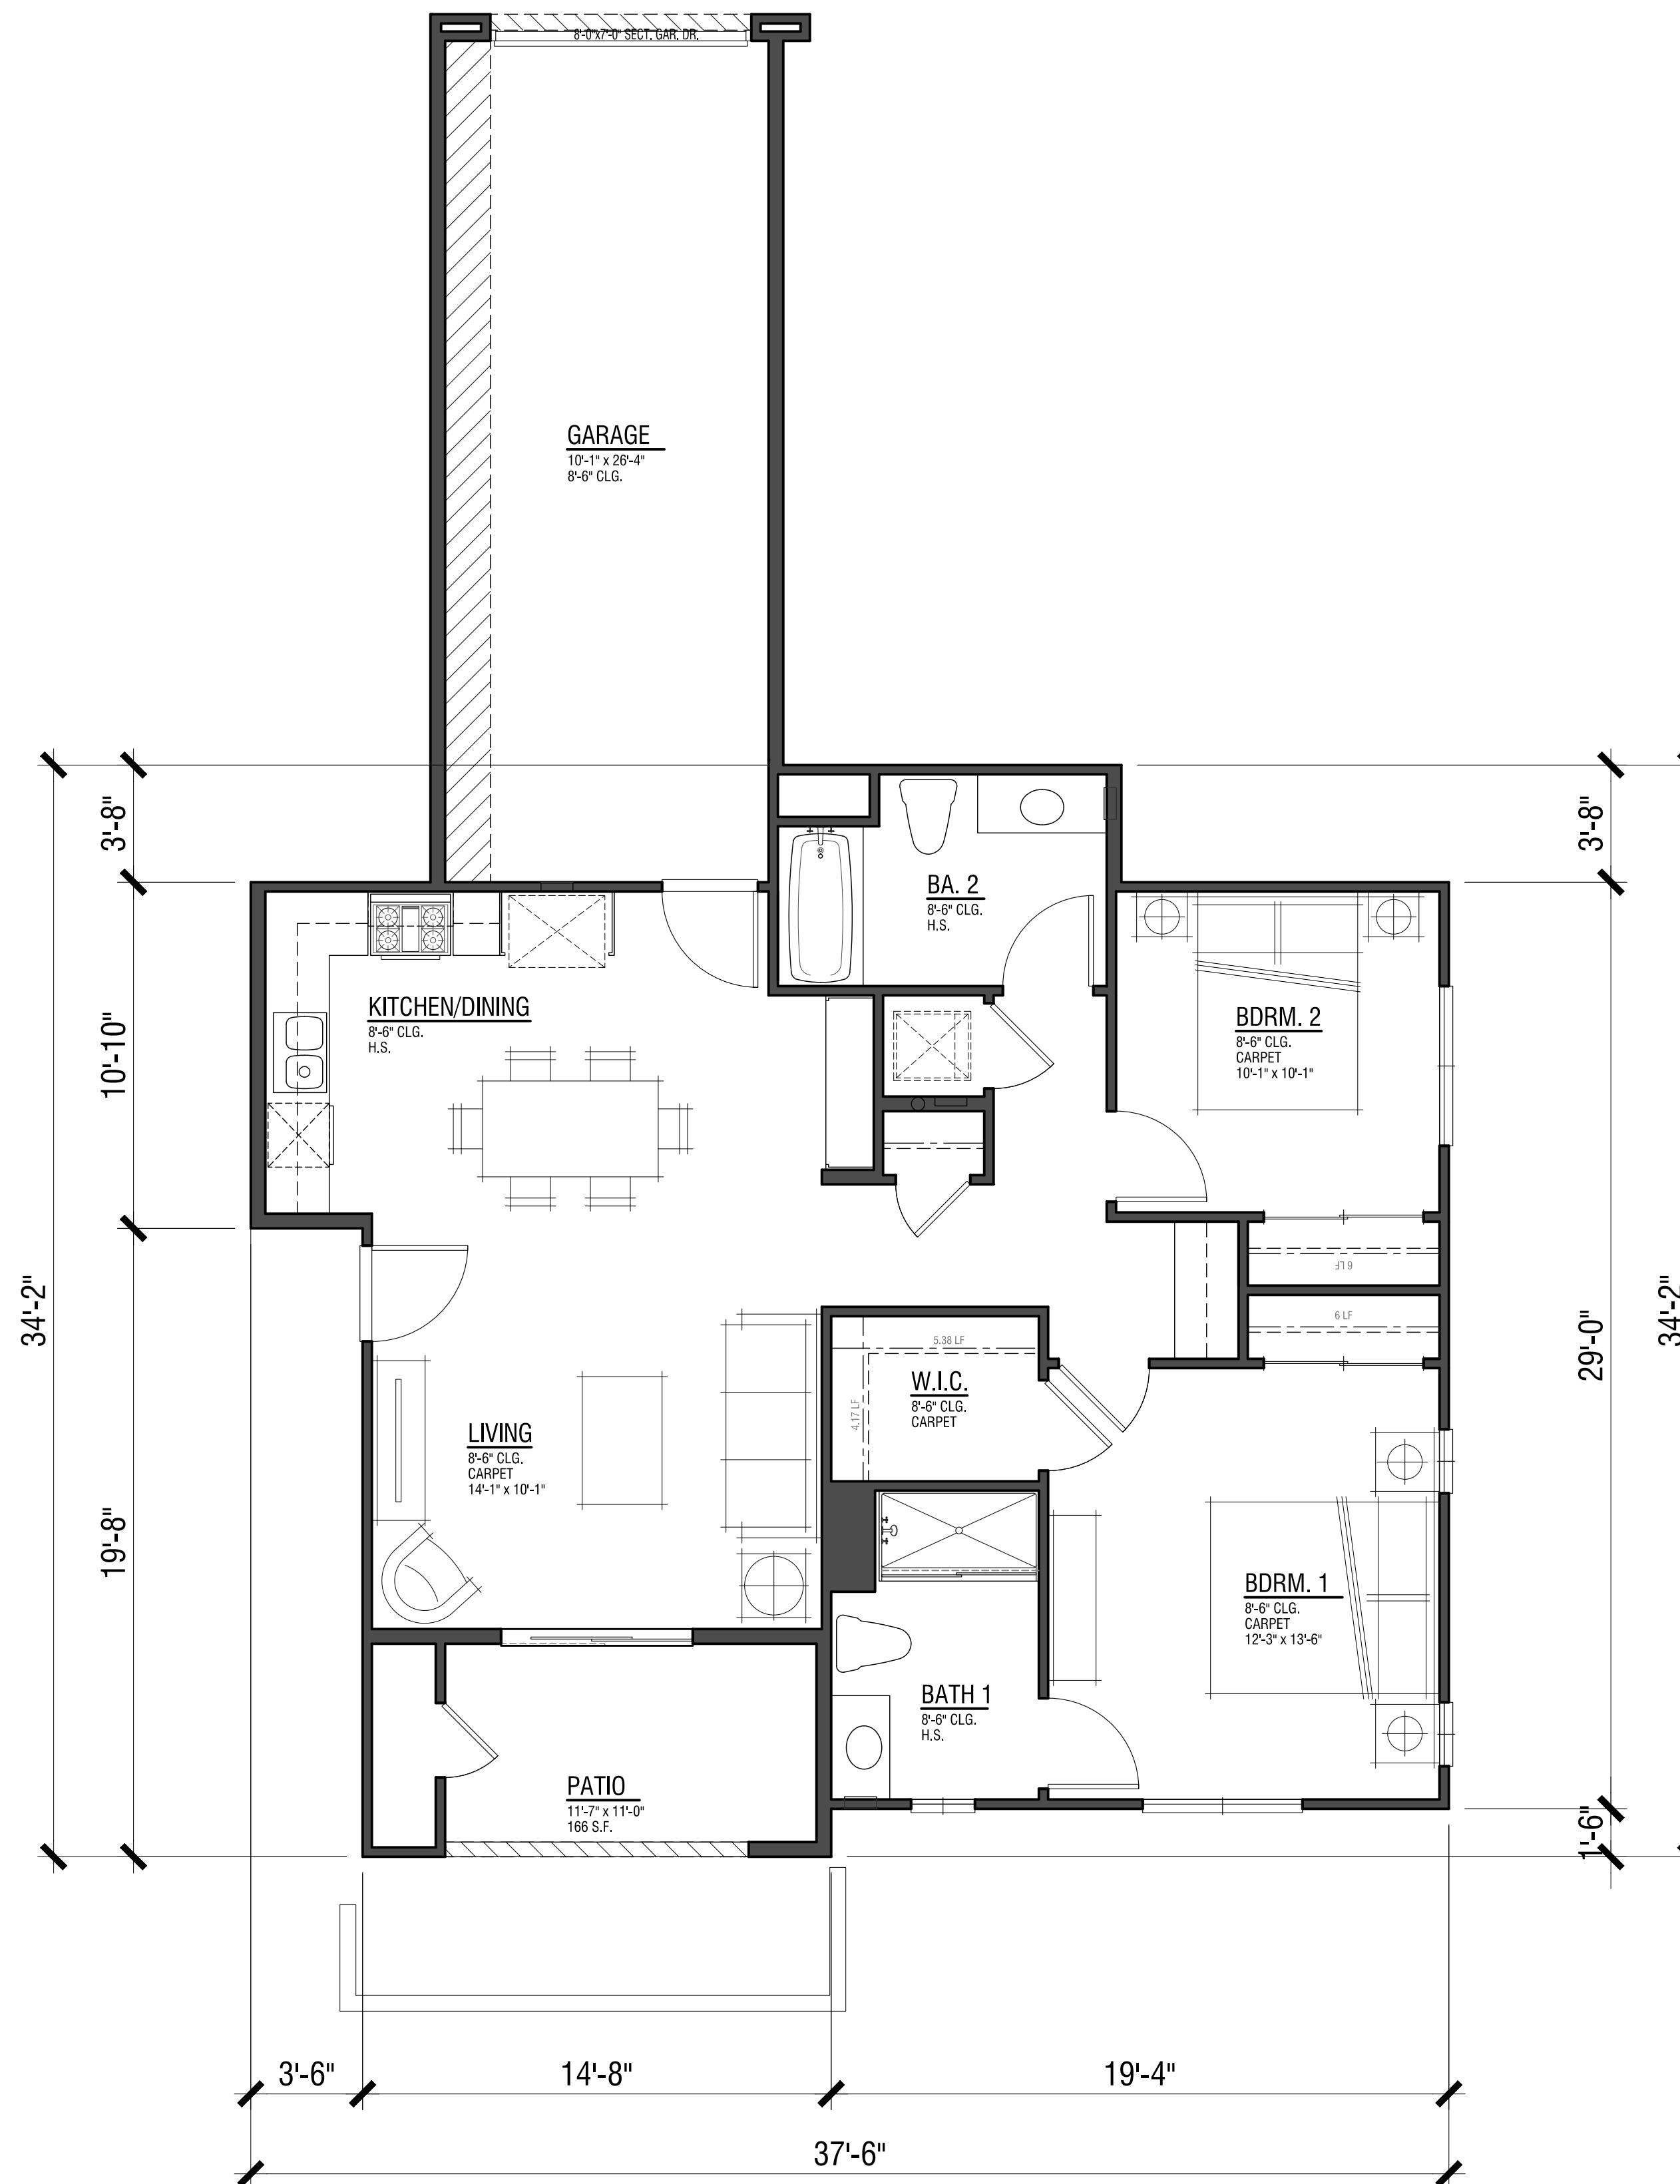 8'-0"x7'-0" SECT. GAR. DR.
GARAGE
10'-1" x 26'-4"
8'-6" CLG.
3'-8"
3'-8"
BA. 2
8'-6" CLG.
H.S.
KITCHEN/DINING
8'-6" CLG.
H.S.
BDRM. 2
8'-6" CLG.
CARPET
10'-1" x 10'-1"
10'-10"
6 LF
6 LF
34'-2"
29'-0"
34'-2"
5.38 LF
W.I.C.
8'-6" CLG.
CARPET
4.17 LF
LIVING
8'-6" CLG.
CARPET
14'-1" x 10'-1"
19'-8"
BDRM. 1
8'-6" CLG.
CARPET
12'-3" x 13'-6"
BATH 1
8'-6" CLG.
H.S.
PATIO
11'-7" x 11'-0"
166 S.F.
1'-6"
3'-6"
14'-8"
19'-4"
37'-6"